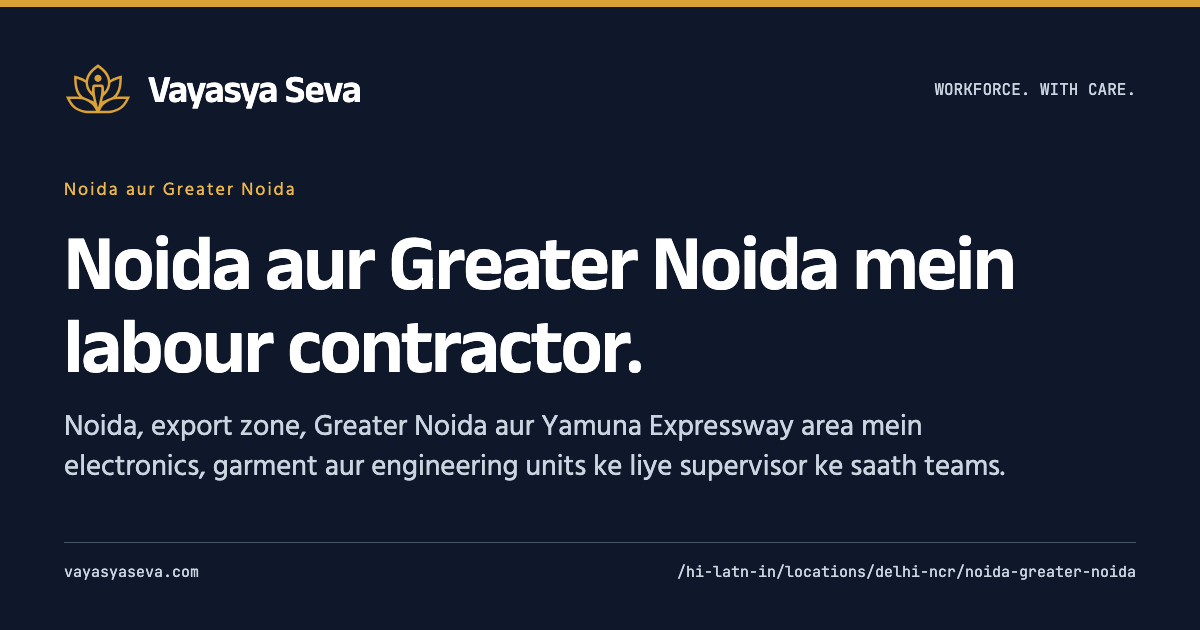 Vayasya Seva
WORKFORCE. WITH CARE.
Noida aur Greater Noida
Noida aur Greater Noida mein
labour contractor.
Noida, export zone, Greater Noida aur Yamuna Expressway area mein
electronics, garment aur engineering units ke liye supervisor ke saath teams.
vayasyaseva.com
/hi-latn-in/locations/delhi-ncr/noida-greater-noida